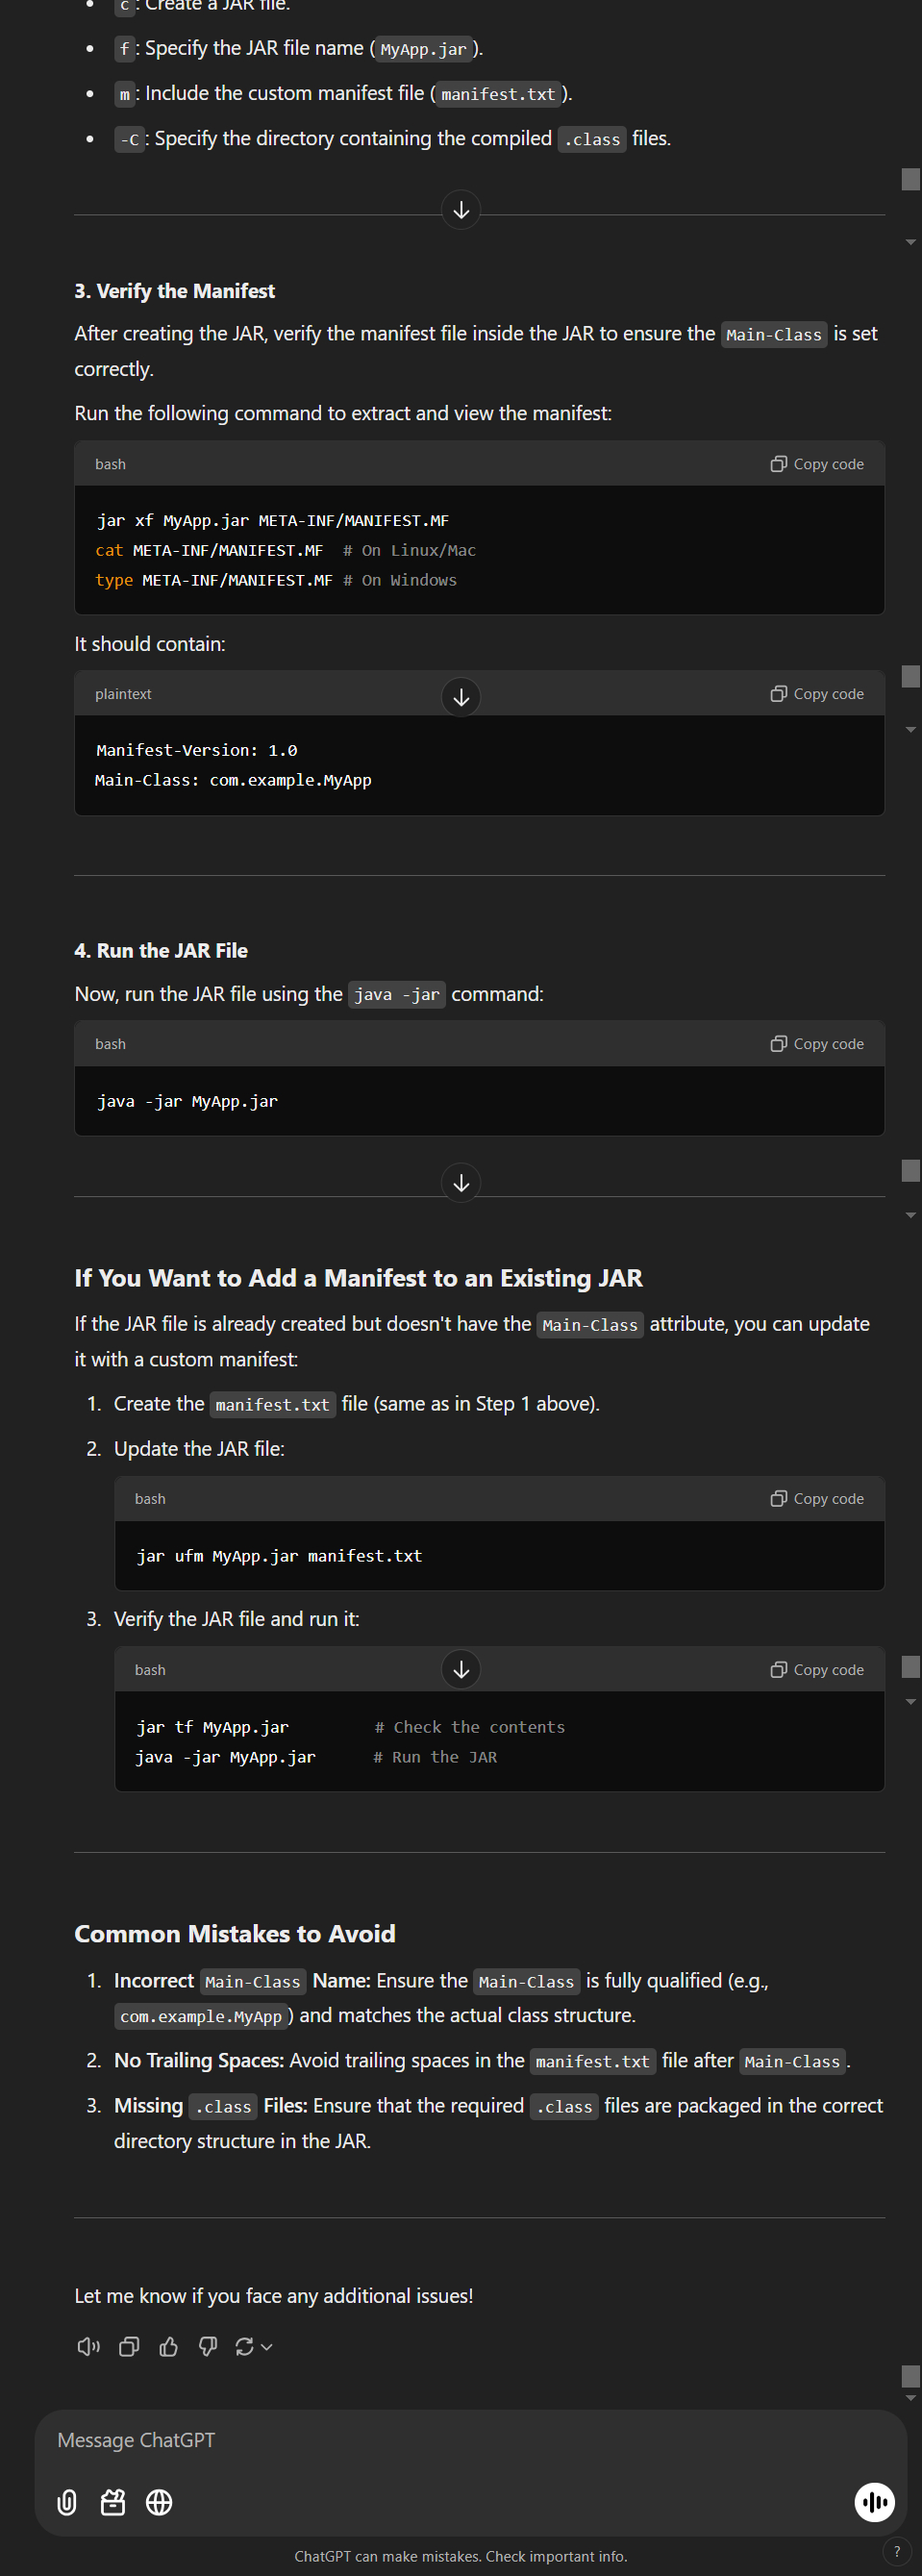 c: Create a JAR file.
f: Specify the JAR file name (MyApp.jar).
m: Include the custom manifest file (manifest.txt).
-C: Specify the directory containing the compiled .class files.
3. Verify the Manifest
After creating the JAR, verify the manifest file inside the JAR to ensure the Main-Class is set
correctly.
Run the following command to extract and view the manifest:
bash Copy code
jar xf MyApp.jar META-INF/MANIFEST.MF
cat META-INF/MANIFEST.MF # On Linux/Mac
type META-INF/MANIFEST.MF # On Windows
It should contain:
plaintext Copy code
Manifest-Version: 1.0
Main-Class: com.example.MyApp
4. Run the JAR File
Now, run the JAR file using the java -jar command:
bash Copy code
java -jar MyApp.jar
If You Want to Add a Manifest to an Existing JAR
If the JAR file is already created but doesn't have the Main-Class attribute, you can update
it with a custom manifest:
1. Create the manifest.txt file (same as in Step 1 above).
2. Update the JAR file:
bash Copy code
jar ufm MyApp.jar manifest.txt
3. Verify the JAR file and run it:
bash Copy code
jar tf MyApp.jar # Check the contents
java -jar MyApp.jar # Run the JAR
Common Mistakes to Avoid
1. Incorrect Main-Class Name: Ensure the Main-Class is fully qualified (e.g.,
com.example.MyApp) and matches the actual class structure.
2. No Trailing Spaces: Avoid trailing spaces in the manifest.txt file after Main-Class.
3. Missing .class Files: Ensure that the required .class files are packaged in the correct
directory structure in the JAR.
Let me know if you face any additional issues!
Message ChatGPT
ChatGPT can make mistakes. Check important info.
?